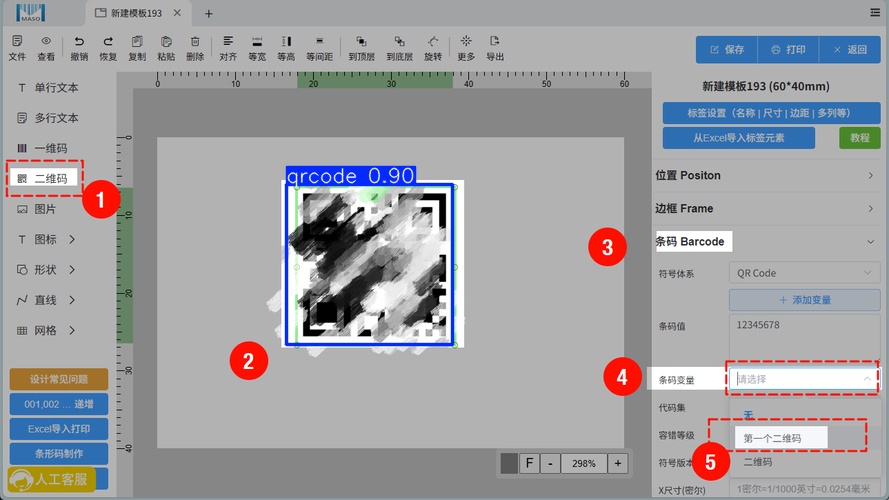 MASO
新建模板193
文件 查看 撤销 恢复 复制 粘贴 删除 对齐 等宽 等高 等间距 到顶层 到底层 旋转 更多 导出
保存 打印 返回
新建模板193 (60*40mm)
标签设置（名称 | 尺寸 | 边距 | 多列等）
从Excel导入标签元素 教程
0 10 20 30 40 50 60
0
10
20
30
40
T 单行文本
多行文本
一维码
二维码
1
图片
T 图标
形状
直线
网格
设计常见问题
001,002 ... 递增
Excel导入打印
条形码制作
人工客服
qrcode 0.90
2
F - 298% +
位置 Positon
边框 Frame
3
条码 Barcode
符号体系 QR Code
添加变量
条码值 12345678
4
条码变量 请选择
代码集 无
容错等级 第一个二维码
5
符号版本 二维码
X尺寸(密尔) 1密尔=1/1000英寸=0.0254毫米